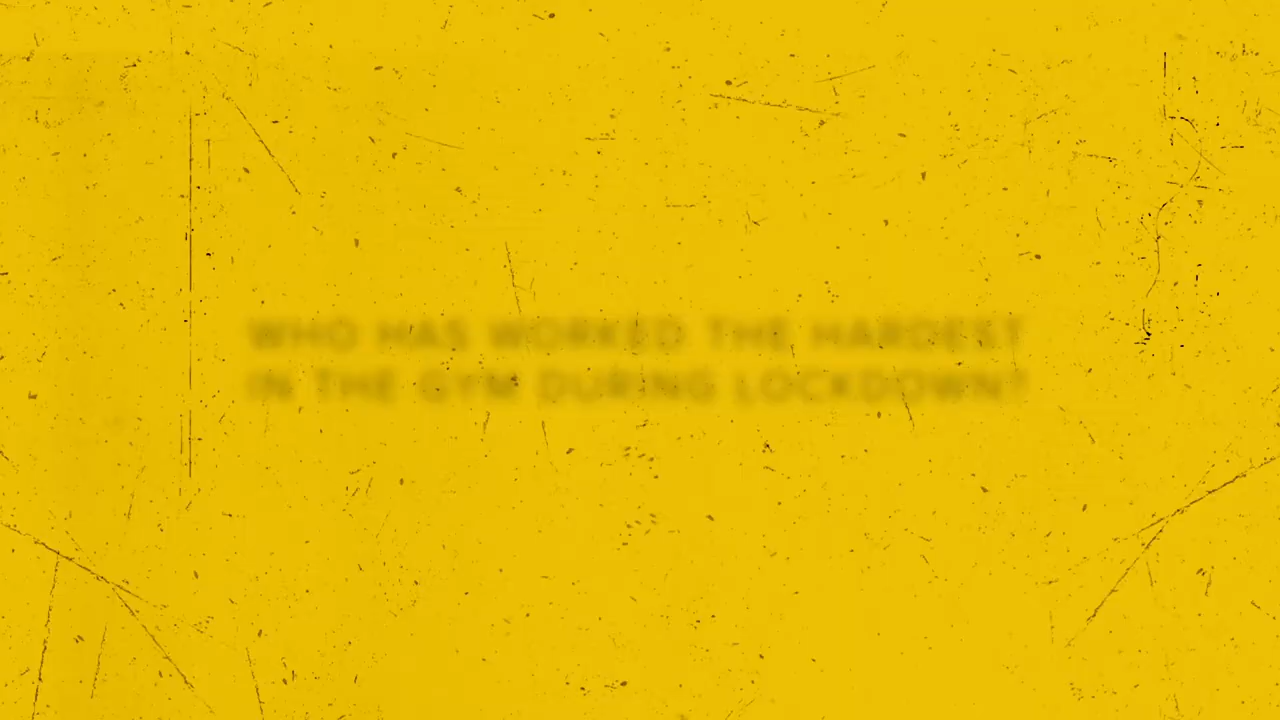 WHO HAS WORKED THE HARDEST
IN THE GYM DURING LOCKDOWN?